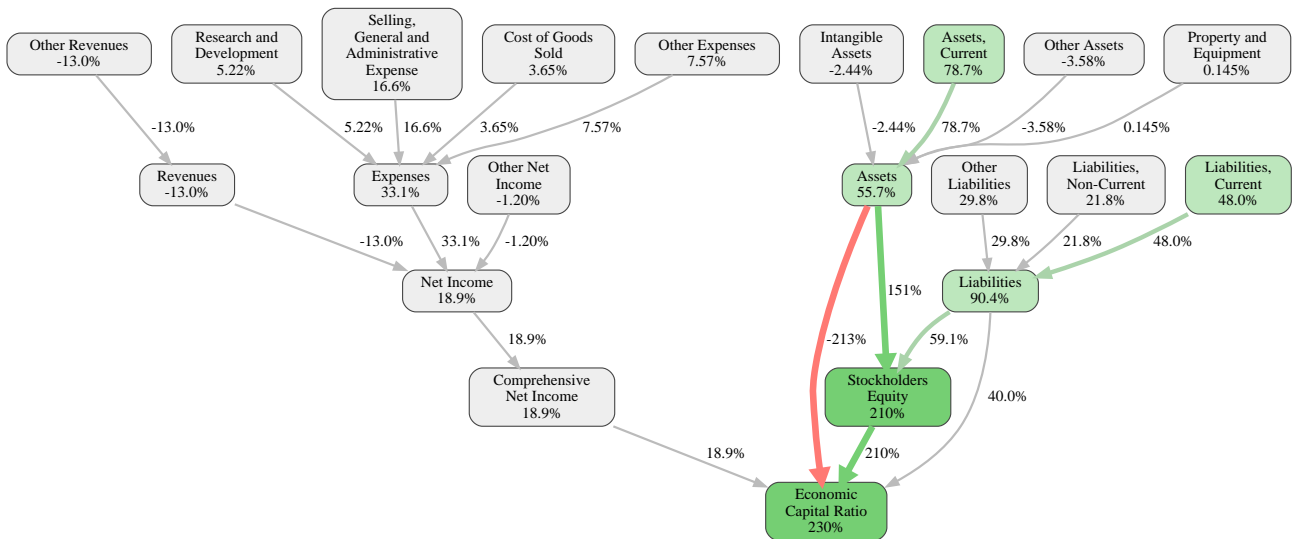 Other Revenues
-13.0%
Research and
Development
5.22%
Selling,
General and
Administrative
Expense
16.6%
Cost of Goods
Sold
3.65%
Other Expenses
7.57%
Intangible
Assets
-2.44%
Assets,
Current
78.7%
Other Assets
-3.58%
Property and
Equipment
0.145%
-13.0%
5.22%
16.6%
3.65%
7.57%
-2.44%
78.7%
-3.58%
0.145%
Revenues
-13.0%
Expenses
33.1%
Other Net
Income
-1.20%
Assets
55.7%
Other
Liabilities
29.8%
Liabilities,
Non-Current
21.8%
Liabilities,
Current
48.0%
-13.0%
33.1%
-1.20%
29.8%
21.8%
48.0%
Net Income
18.9%
151%
Liabilities
90.4%
18.9%
-213%
59.1%
Comprehensive
Net Income
18.9%
Stockholders
Equity
210%
40.0%
18.9%
210%
Economic
Capital Ratio
230%